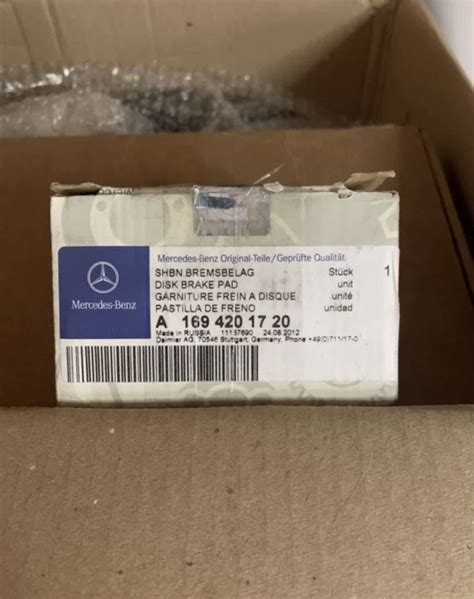 Mercedes-Benz Original-Teile/Geprüfte Qualität
Mercedes-Benz
SHBN.BREMSBELAG Stück 1
DISK BRAKE PAD unit
GARNITURE FREIN A DISQUE unité
PASTILLA DE FRENO unidad
A 169 420 17 20
Made in RUSSIA 11157690 24.08.2012
Daimler AG, 70546 Stuttgart, Germany, Phone +49(0)711/17-0